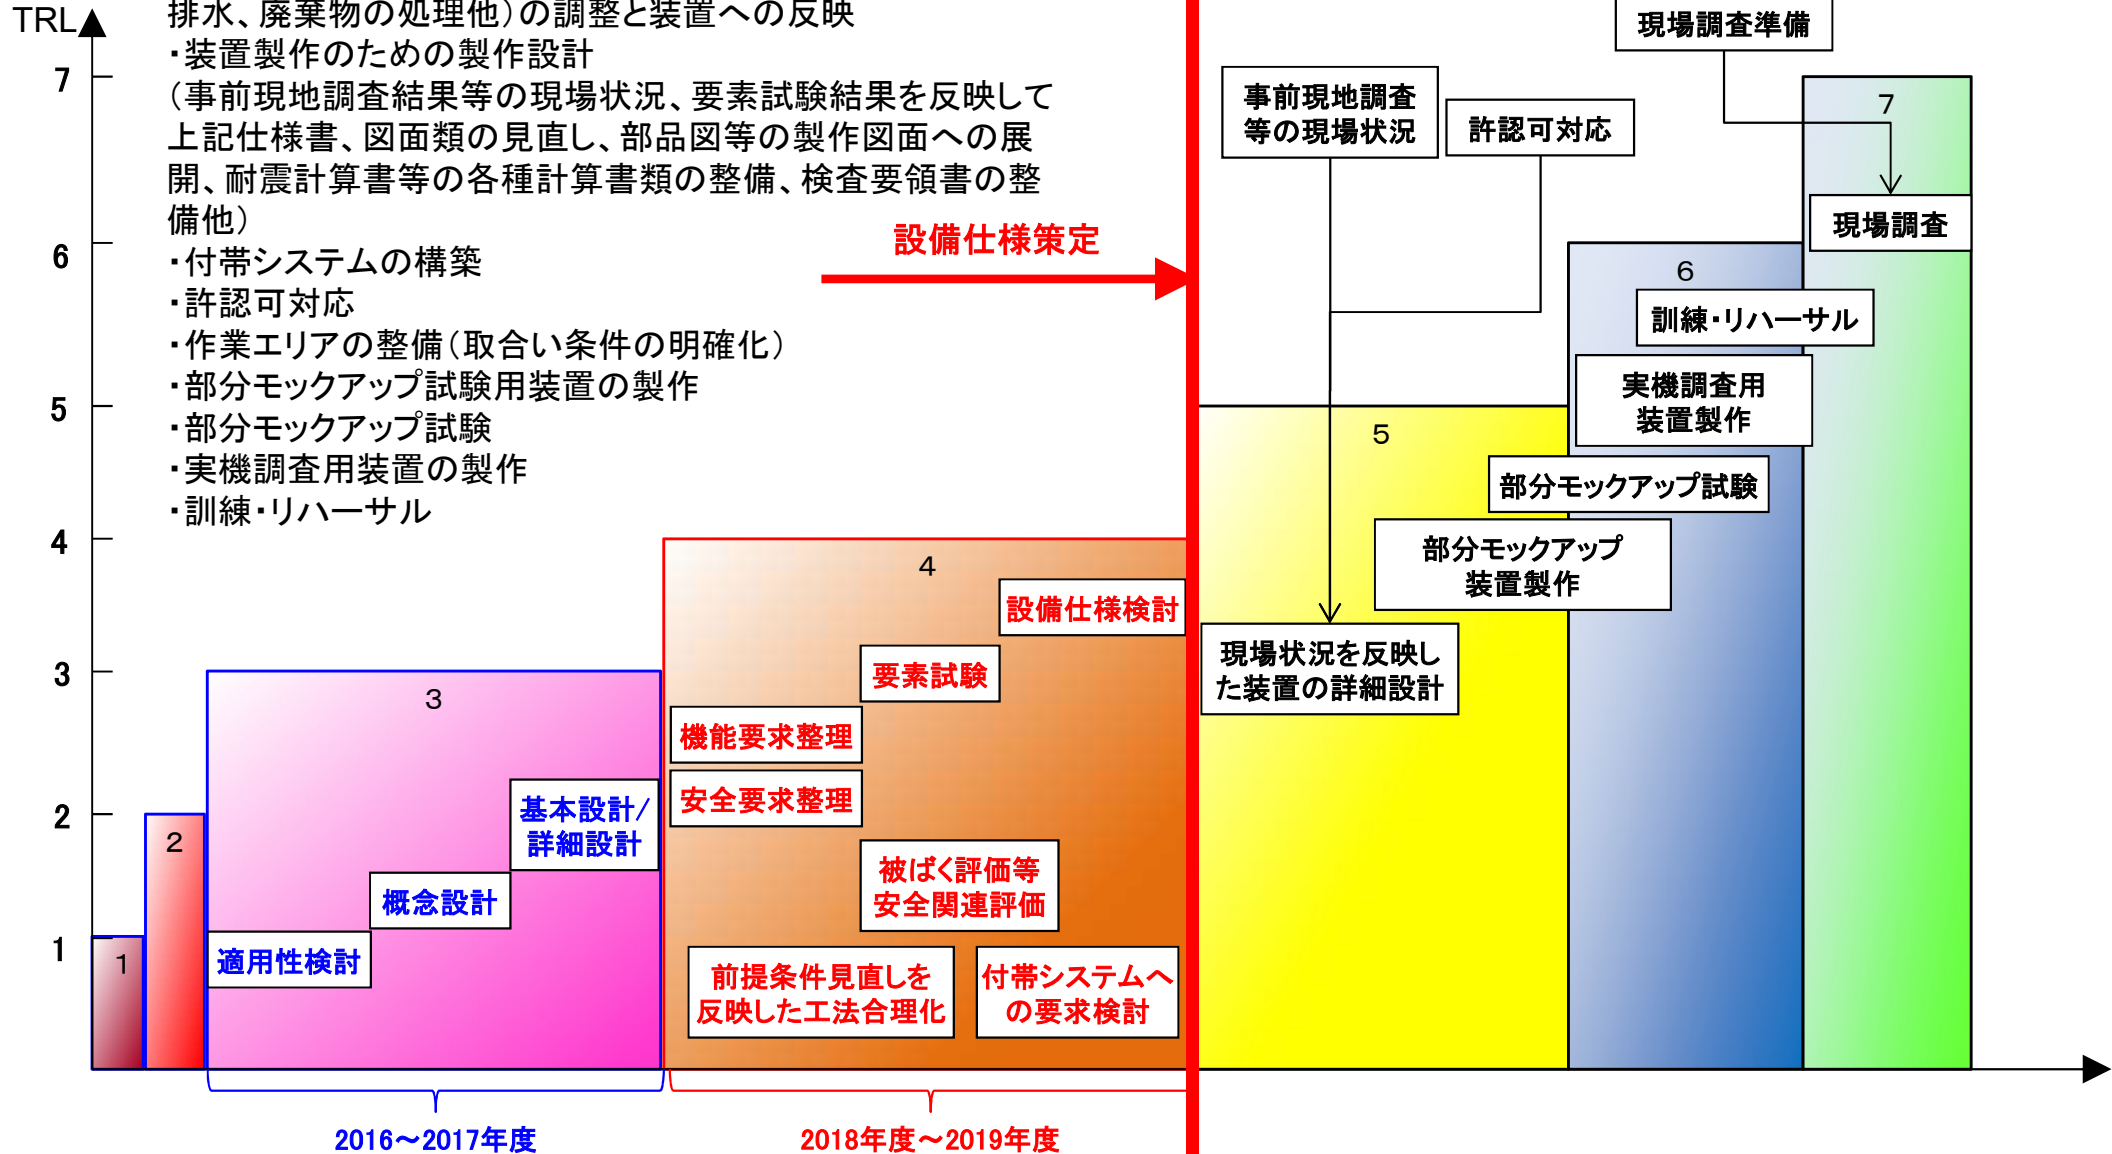 TRL
排水、廃棄物の処理他)の調整と装置への反映
・装置製作のための製作設計
(事前現地調査結果等の現場状況、要素試験結果を反映して
上記仕様書、図面類の見直し、部品図等の製作図面への展
開、耐震計算書等の各種計算書類の整備、検査要領書の整
備他)
・付帯システムの構築
・許認可対応
・作業エリアの整備(取合い条件の明確化)
・部分モックアップ試験用装置の製作
・部分モックアップ試験
・実機調査用装置の製作
・訓練・リハーサル
設備仕様策定
7
6
5
4
3
2
1
1
2
3
適用性検討
概念設計
基本設計/
詳細設計
4
設備仕様検討
要素試験
機能要求整理
安全要求整理
被ばく評価等
安全関連評価
前提条件見直しを
反映した工法合理化
付帯システムへ
の要求検討
事前現地調査
等の現場状況
許認可対応
5
現場状況を反映し
た装置の詳細設計
部分モックアップ
装置製作
部分モックアップ試験
6
訓練・リハーサル
実機調査用
装置製作
現場調査準備
7
現場調査
2016～2017年度
2018年度～2019年度